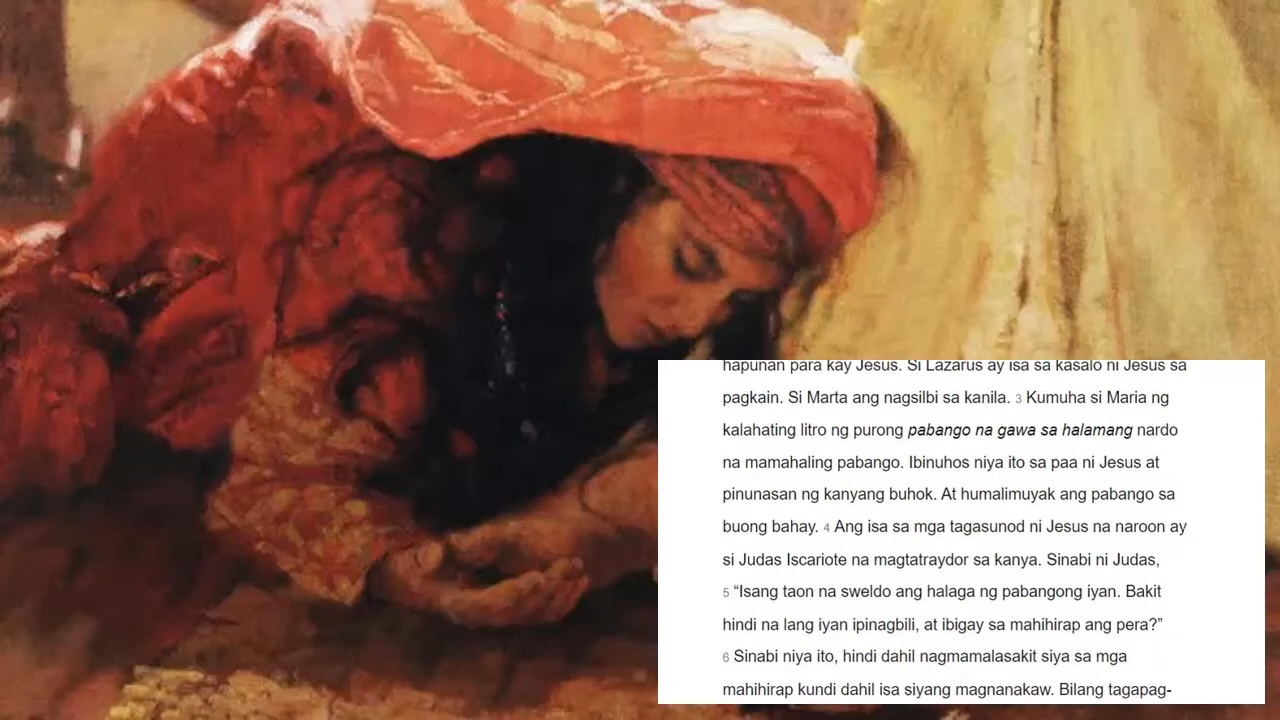 hapunan para kay Jesus. Si Lazarus ay isa sa kasalo ni Jesus sa
pagkain. Si Marta ang nagsilbi sa kanila. 3 Kumuha si Maria ng
kalahating litro ng purong pabango na gawa sa halamang nardo
na mamahaling pabango. Ibinuhos niya ito sa paa ni Jesus at
pinunasan ng kanyang buhok. At humalimuyak ang pabango sa
buong bahay. 4 Ang isa sa mga tagasunod ni Jesus na naroon ay
si Judas Iscariote na magtatraydor sa kanya. Sinabi ni Judas,
5 “Isang taon na sweldo ang halaga ng pabangong iyan. Bakit
hindi na lang iyan ipinagbili, at ibigay sa mahihirap ang pera?”
6 Sinabi niya ito, hindi dahil nagmamalasakit siya sa mga
mahihirap kundi dahil isa siyang magnanakaw. Bilang tagapag-